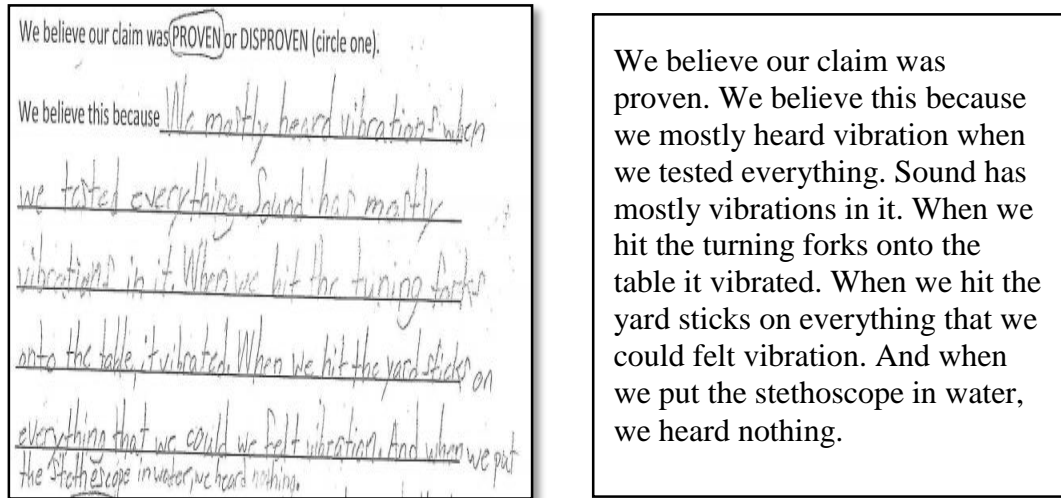 We believe our claim was PROVEN or DISPROVEN (circle one).
We believe this because We mostly heard vibrations when
we tested everything. Sound has mostly
vibrations in it. When we hit the tuning forks
onto the table, it vibrated. When we hit the yard sticks on
everything that we could we felt vibration. And when we put
the stethescope in water, we heard nothing.
We believe our claim was
proven. We believe this because
we mostly heard vibration when
we tested everything. Sound has
mostly vibrations in it. When we
hit the turning forks onto the
table it vibrated. When we hit the
yard sticks on everything that we
could felt vibration. And when
we put the stethoscope in water,
we heard nothing.